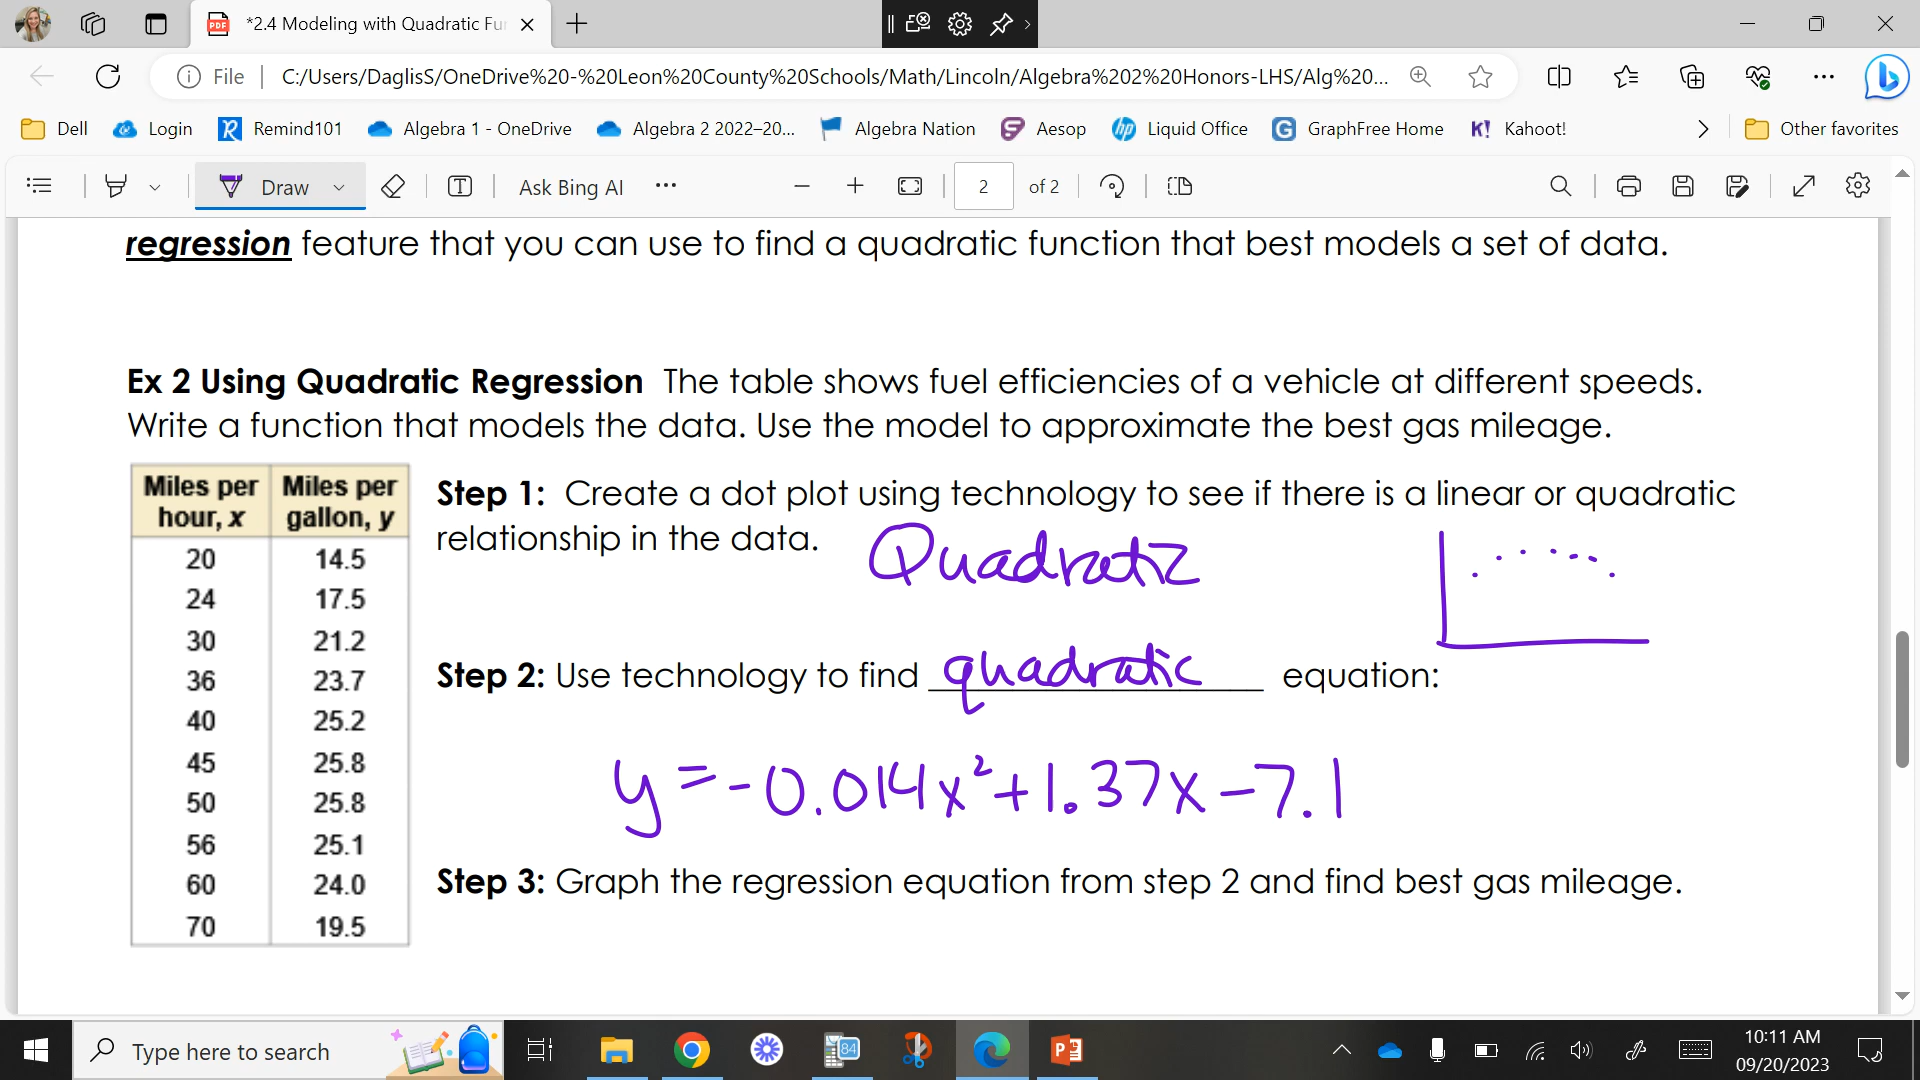 *2.4 Modeling with Quadratic Fu
File C:/Users/DaglisS/OneDrive%20-%20Leon%20County%20Schools/Math/Lincoln/Algebra%202%20Honors-LHS/Alg%20...
Dell Login Remind101 Algebra 1 - OneDrive Algebra 2 2022–20... Algebra Nation Aesop Liquid Office GraphFree Home Kahoot! Other favorites
Draw Ask Bing AI 2 of 2
regression feature that you can use to find a quadratic function that best models a set of data.
Ex 2 Using Quadratic Regression The table shows fuel efficiencies of a vehicle at different speeds.
Write a function that models the data. Use the model to approximate the best gas mileage.
Miles per hour, x Miles per gallon, y
20 14.5
24 17.5
30 21.2
36 23.7
40 25.2
45 25.8
50 25.8
56 25.1
60 24.0
70 19.5
Step 1: Create a dot plot using technology to see if there is a linear or quadratic
relationship in the data. Quadratic
Step 2: Use technology to find quadratic equation:
y = -0.014x² + 1.37x - 7.1
Step 3: Graph the regression equation from step 2 and find best gas mileage.
Type here to search
84
10:11 AM
09/20/2023